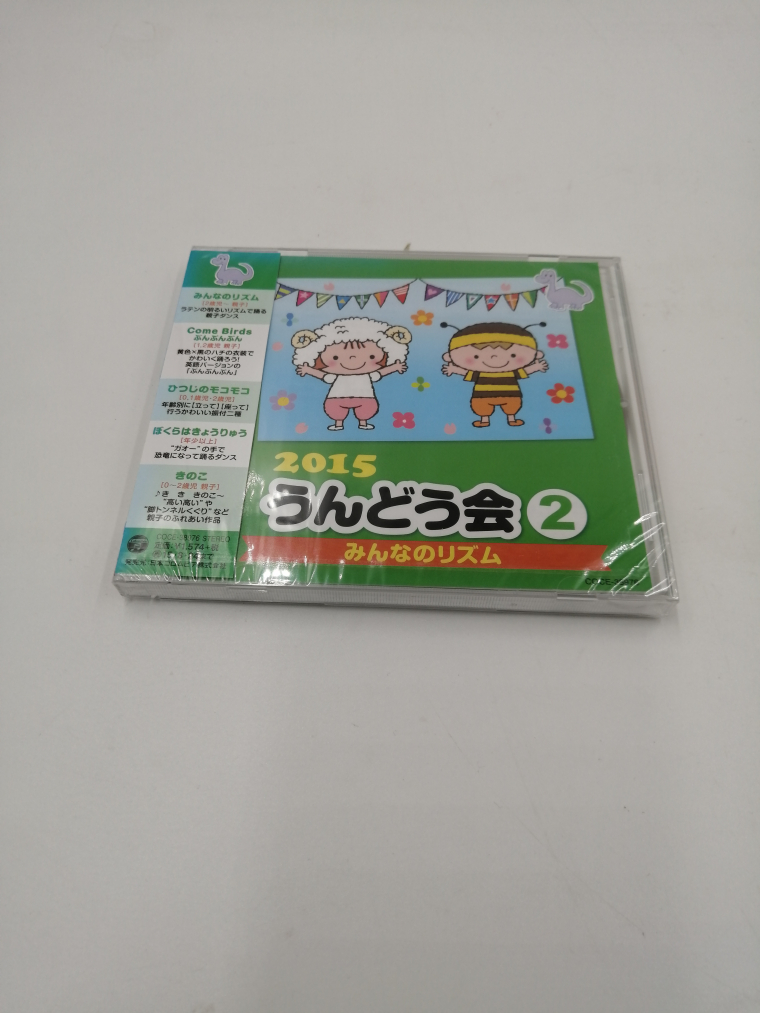 みんなのリズム
[2歳児〜 親子]
ラテンの明るいリズムで踊る
親子ダンス
Come Birds
ぶんぶんぶん
[1,2歳児 親子]
黄色×黒のハチの衣装で
かわいく踊ろう!
英語バージョンの
「ぶんぶんぶん」
ひつじのモコモコ
[0,1歳児・2歳児]
年齢別に【立って】【座って】
行うかわいい振付二種
ぼくらはきょうりゅう
[年少以上]
"ガオー"の手で
恐竜になって踊るダンス
きのこ
[0〜2歳児 親子]
♪き き きのこ〜
"高い高い"や
"脚トンネルくぐり"など
親子のふれあい作品
STEREO
2015
うんどう会 2
みんなのリズム